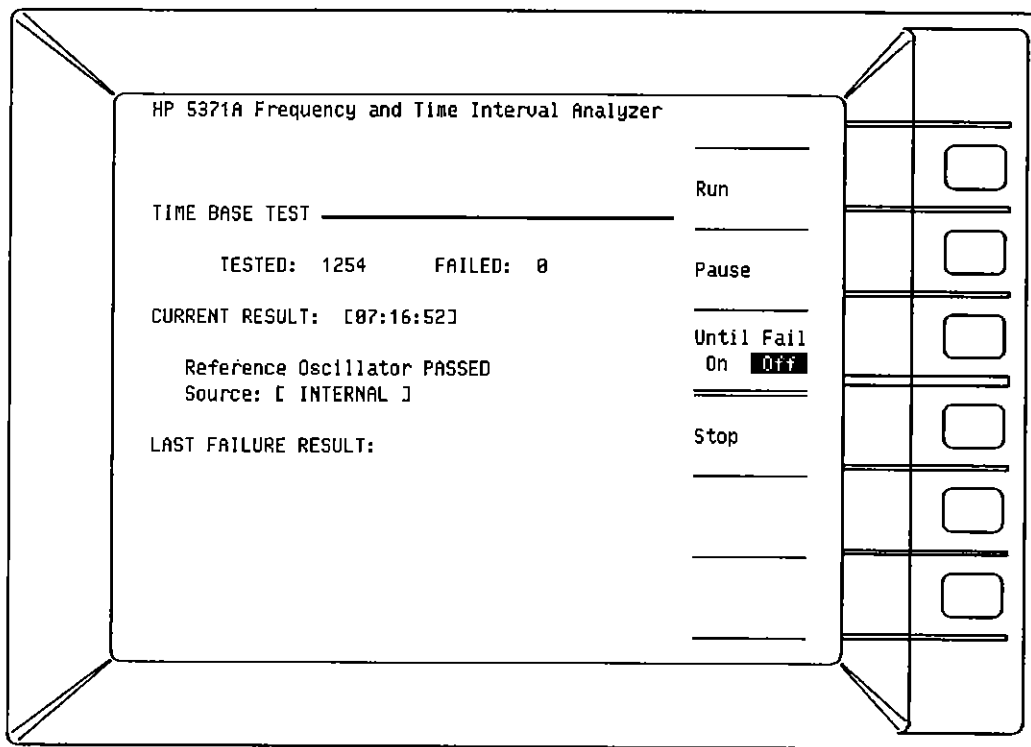 HP 5371A Frequency and Time Interval Analyzer
TIME BASE TEST
TESTED: 1254 FAILED: 0
CURRENT RESULT: [07:16:52]
Reference Oscillator PASSED
Source: [ INTERNAL ]
LAST FAILURE RESULT:
Run
Pause
Until Fail
On Off
Stop